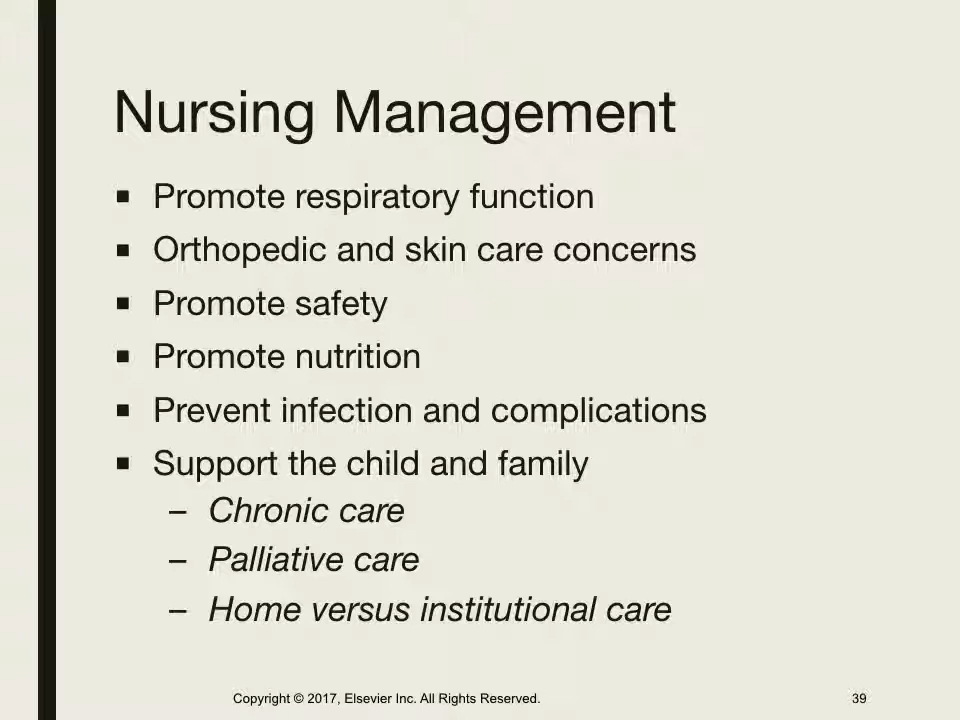 Nursing Management
▪ Promote respiratory function
▪ Orthopedic and skin care concerns
▪ Promote safety
▪ Promote nutrition
▪ Prevent infection and complications
▪ Support the child and family
– Chronic care
– Palliative care
– Home versus institutional care
Copyright © 2017, Elsevier Inc. All Rights Reserved. 39